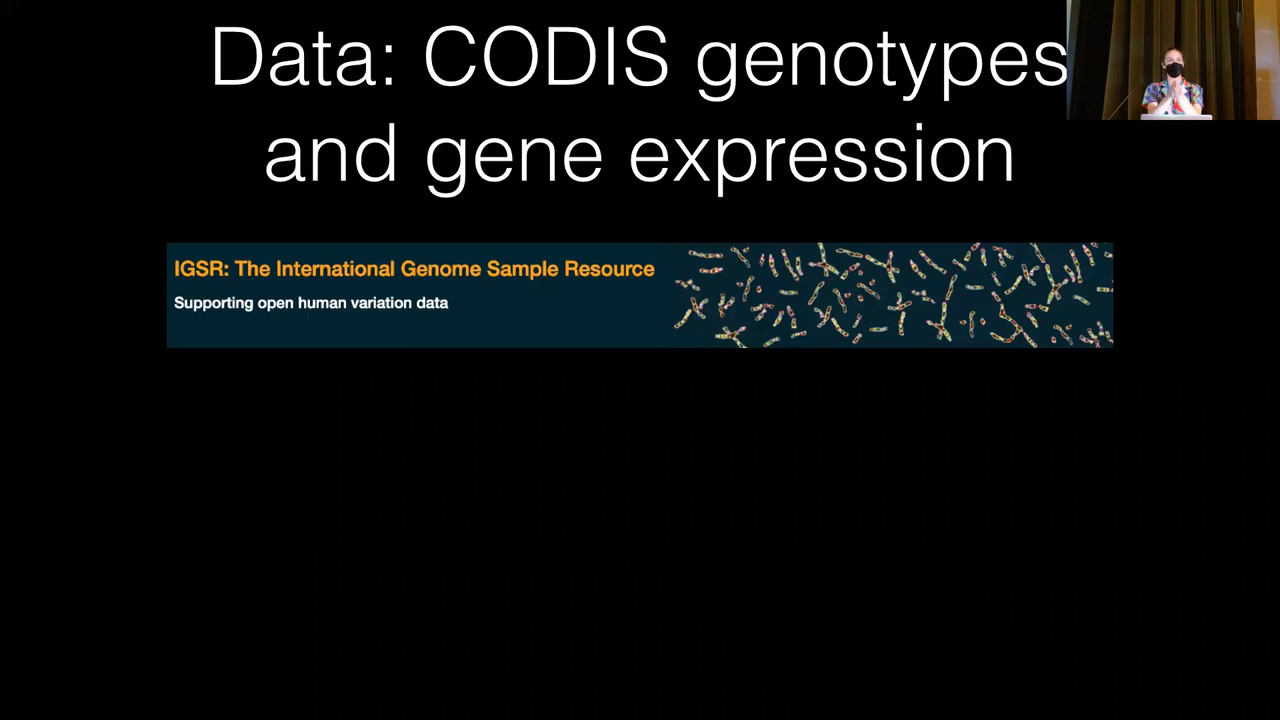 Data: CODIS genotypes
and gene expression
IGSR: The International Genome Sample Resource
Supporting open human variation data